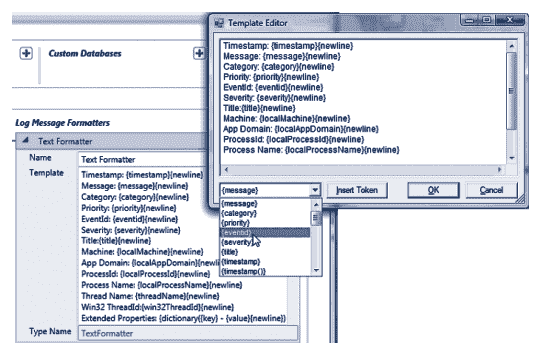 Template Editor
Timestamp: {timestamp}{newline}
Message: {message}{newline}
Category: {category}{newline}
Priority: {priority}{newline}
EventId: {eventid}{newline}
Severity: {severity}{newline}
Title:{title}{newline}
Machine: {localMachine}{newline}
App Domain: {localAppDomain}{newline}
ProcessId: {localProcessId}{newline}
Process Name: {localProcessName}{newline}
{message}
Insert Token
OK
Cancel
{message}
{category}
{priority}
{eventid}
{severity}
{title}
{timestamp}
{timestamp()}
Custom Databases
Log Message Formatters
Text Formatter
Name
Text Formatter
Template
Timestamp: {timestamp}{newline}
Message: {message}{newline}
Category: {category}{newline}
Priority: {priority}{newline}
EventId: {eventid}{newline}
Severity: {severity}{newline}
Title:{title}{newline}
Machine: {localMachine}{newline}
App Domain: {localAppDomain}{newli
ProcessId: {localProcessId}{newline}
Process Name: {localProcessName}{newline}
Thread Name: {threadName}{newline}
Win32 ThreadId:{win32ThreadId}{newline}
Extended Properties: {dictionary({key} - {value}{newline})}
Type Name
TextFormatter